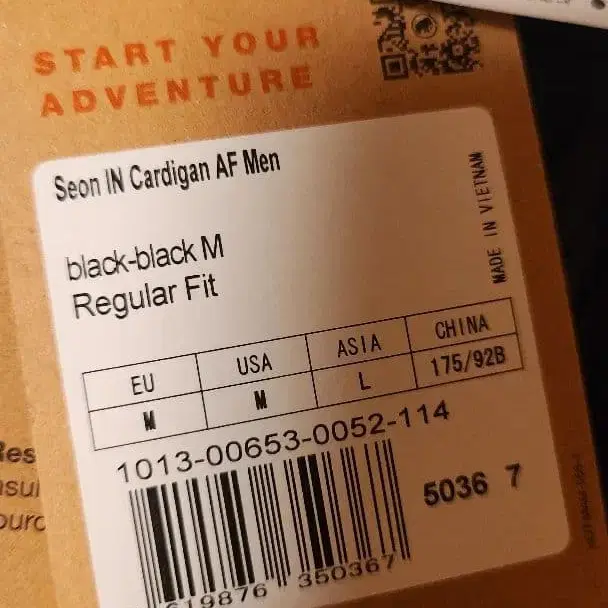 START YOUR
ADVENTURE
Seon IN Cardigan AF Men
MADE IN VIETNAM
black-black M
Regular Fit
EU USA ASIA CHINA
M M L 175/92B
1013-00653-0052-114
5036 7
619876 350367